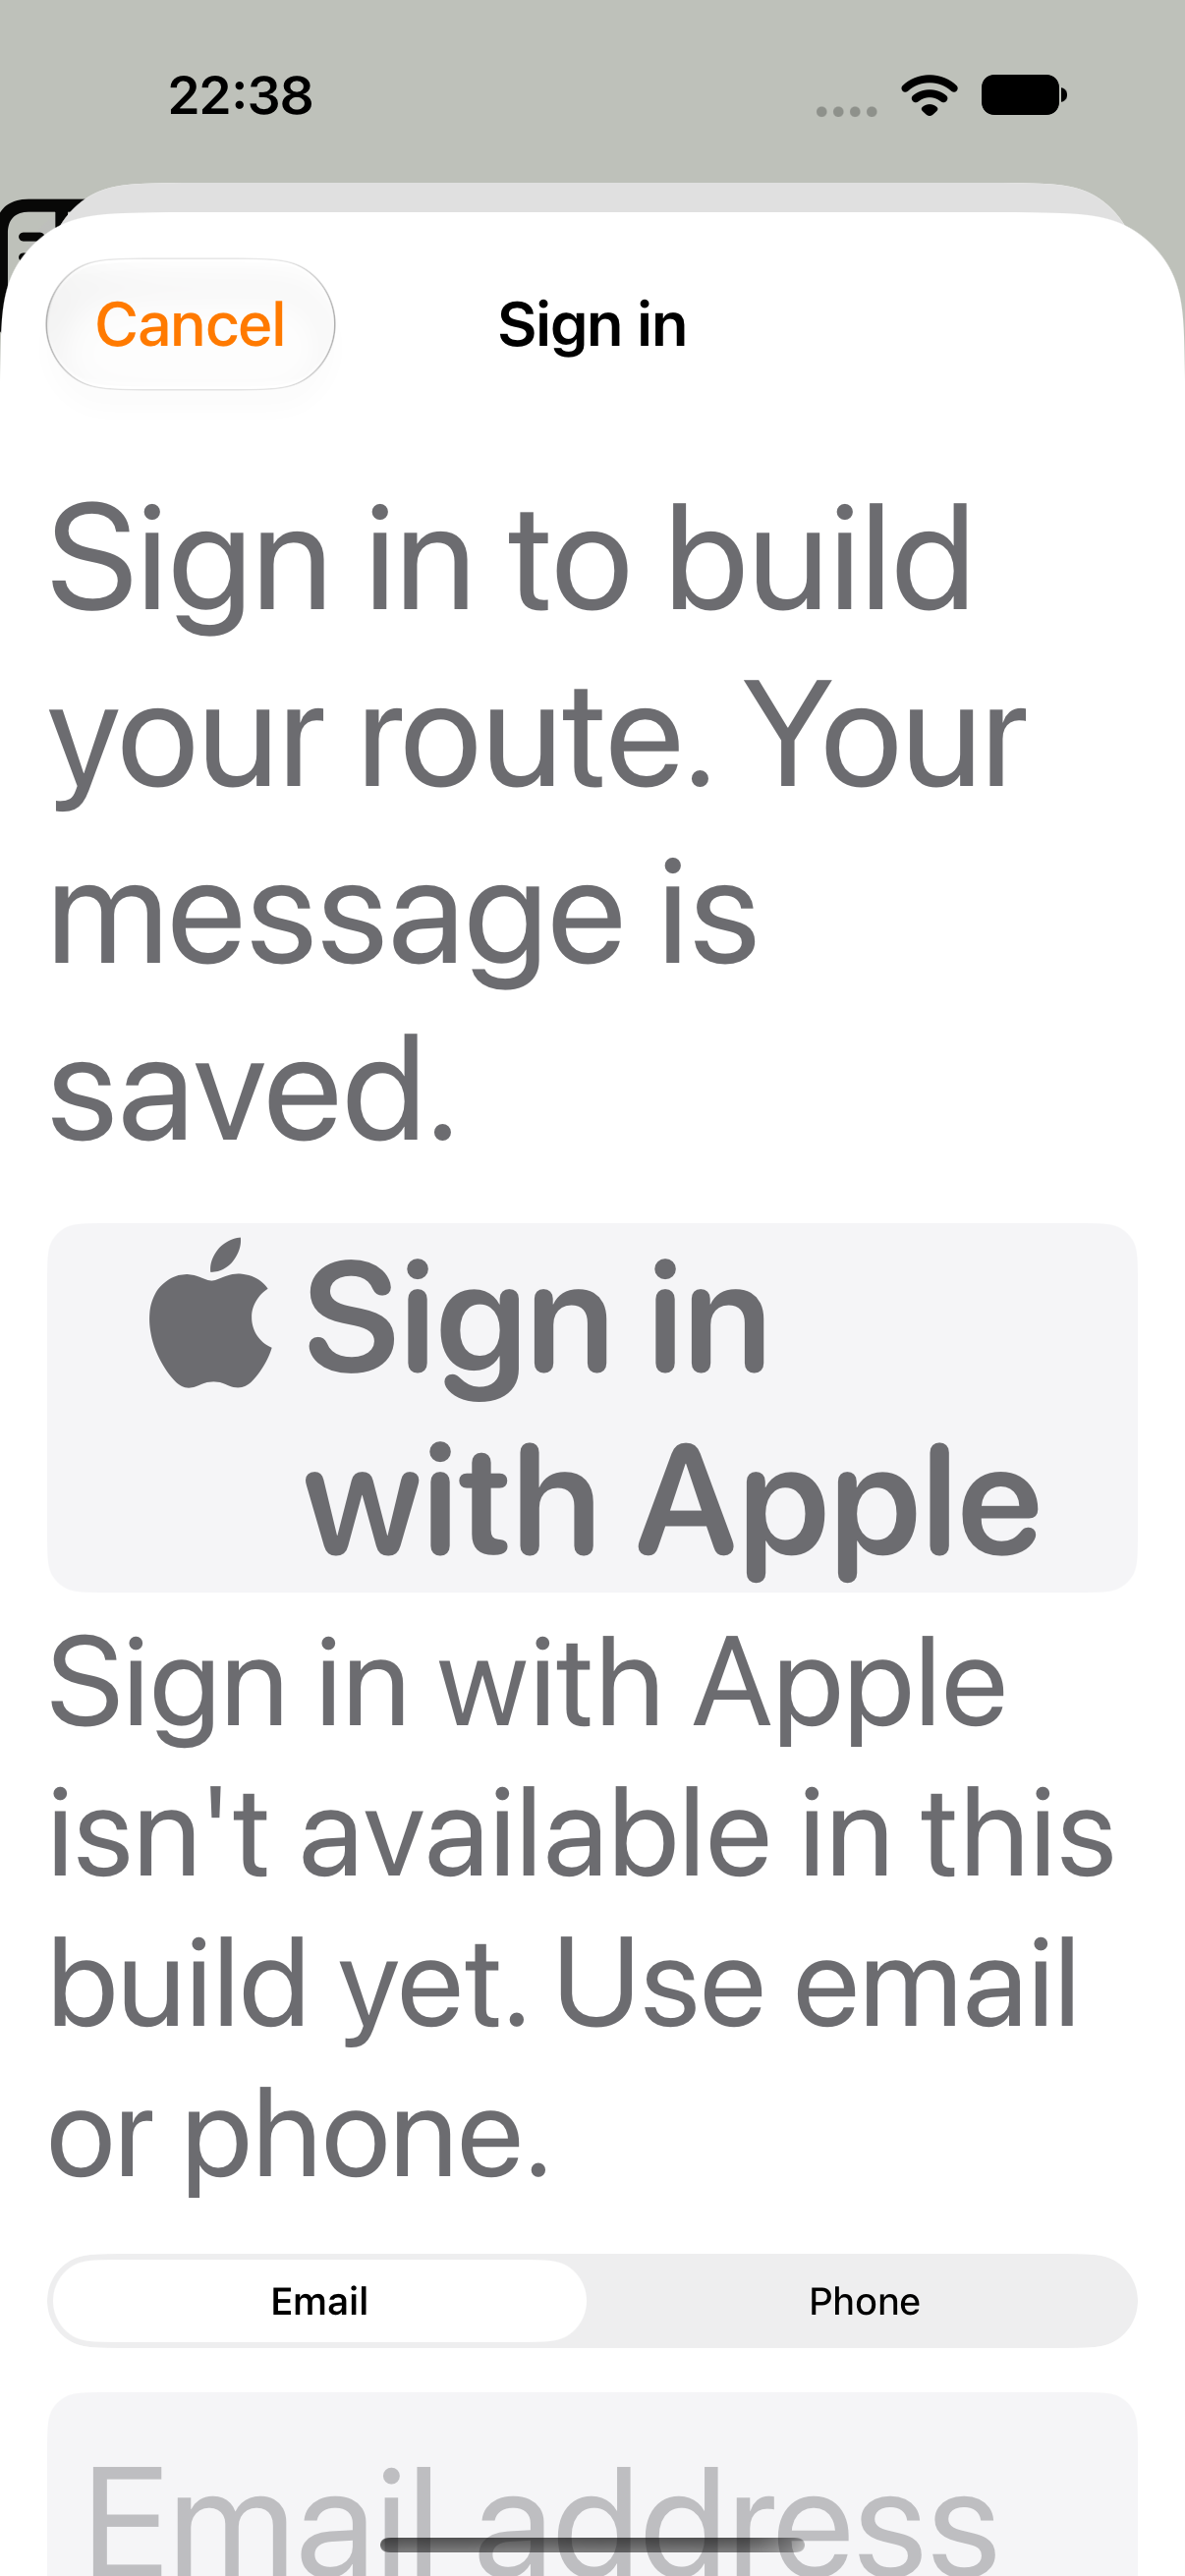 22:38
Cancel
Sign in
Sign in to build
your route. Your
message is
saved.
Sign in
with Apple
Sign in with Apple
isn't available in this
build yet. Use email
or phone.
Email
Phone
Email address